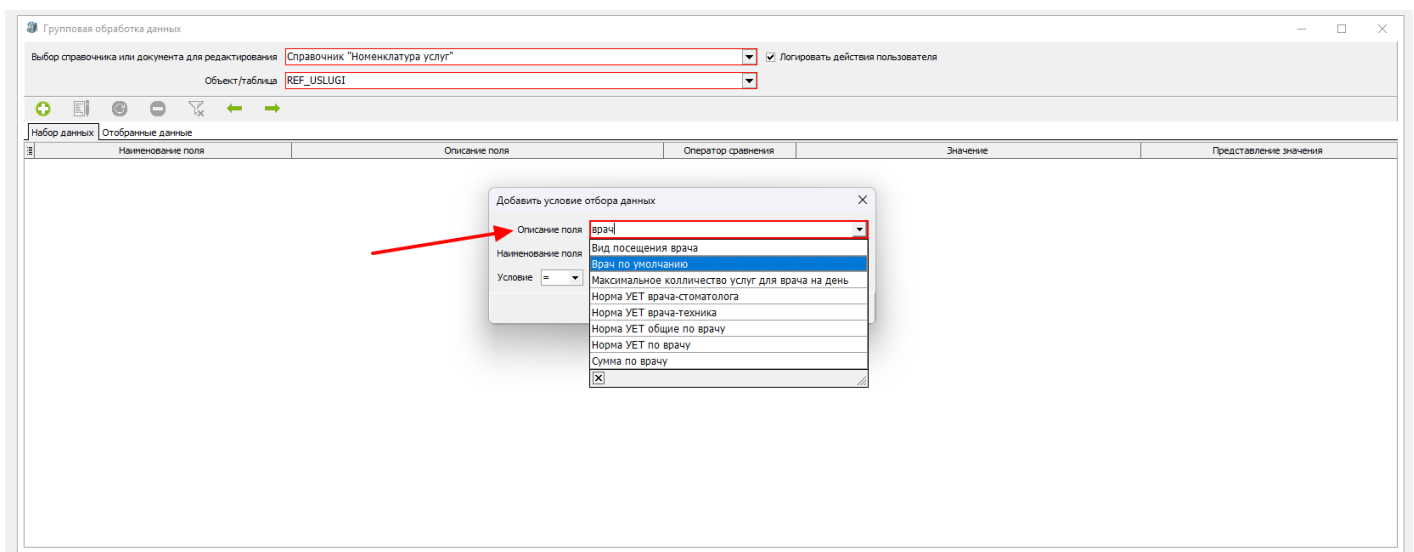 Групповая обработка данных
Выбор справочника или документа для редактирования Справочник "Номенклатура услуг" Логировать действия пользователя
Объект/таблица REF_USLUGI
Набор данных Отобранные данные
Наименование поля Описание поля Оператор сравнения Значение Представление значения
Добавить условие отбора данных
Описание поля врач
Наименование поля
Условие =
Вид посещения врача
Врач по умолчанию
Максимальное колличество услуг для врача на день
Норма УЕТ врача-стоматолога
Норма УЕТ врача-техника
Норма УЕТ общие по врачу
Норма УЕТ по врачу
Сумма по врачу